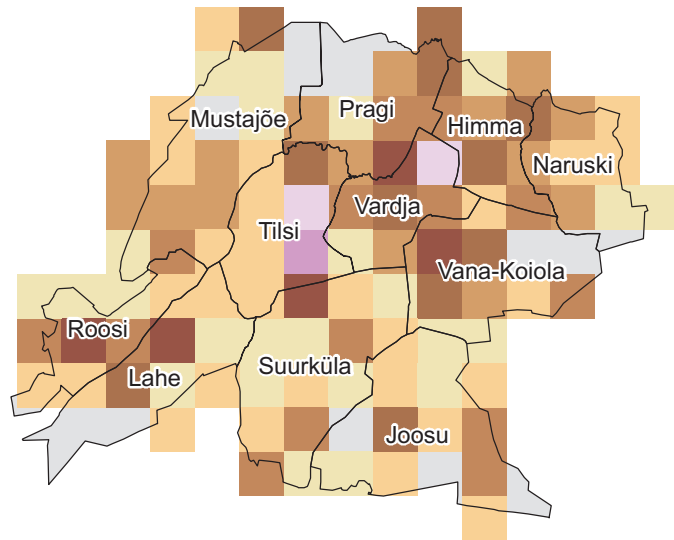 Mustajõe
Pragi
Himma
Naruski
Vardja
Tilsi
Vana-Koiola
Roosi
Lahe
Suurküla
Joosu